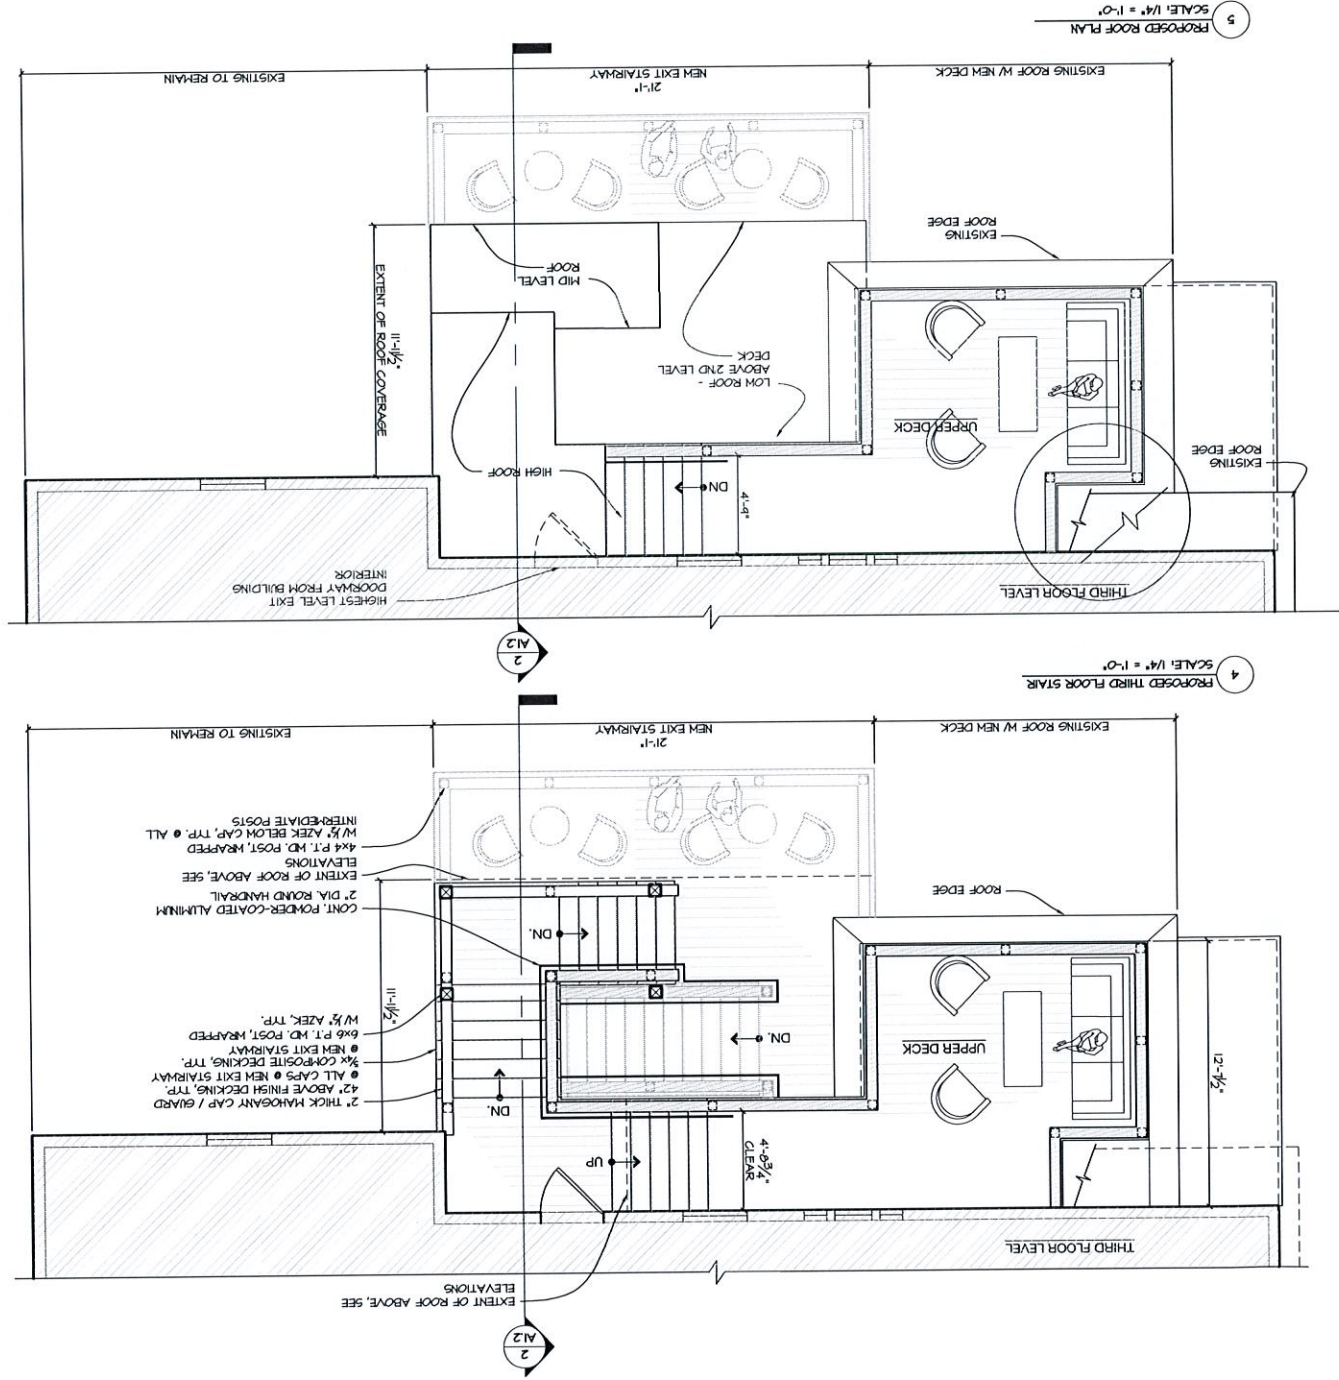 2
A1.2
EXTENT OF ROOF ABOVE, SEE
ELEVATIONS
THIRD FLOOR LEVEL
UP
4'-8¾"
CLEAR
DN.
2" THICK MAHOGANY CAP / GUARD
42" ABOVE FINISH DECKING, TYP.
@ ALL CAPS @ NEW EXIT STAIRWAY
5/4x COMPOSITE DECKING, TYP.
@ NEW EXIT STAIRWAY
6x6 P.T. WD. POST, WRAPPED
W/ ½" AZEK, TYP.
12'-7½"
UPPER DECK
DN.
11'-11½"
DN.
CONT. POWDER-COATED ALUMINUM
2" DIA. ROUND HANDRAIL
EXTENT OF ROOF ABOVE, SEE
ELEVATIONS
4x4 P.T. WD. POST, WRAPPED
W/ ½" AZEK BELOW CAP, TYP. @ ALL
INTERMEDIATE POSTS
ROOF EDGE
EXISTING ROOF W/ NEW DECK
21'-1"
NEW EXIT STAIRWAY
EXISTING TO REMAIN
4
PROPOSED THIRD FLOOR STAIR
SCALE: 1/4" = 1'-0"
2
A1.2
THIRD FLOOR LEVEL
HIGHEST LEVEL EXIT
DOORWAY FROM BUILDING
INTERIOR
4'-9"
DN.
HIGH ROOF
EXISTING
ROOF EDGE
UPPER DECK
LOW ROOF -
ABOVE 2ND LEVEL
DECK
11'-11½"
EXTENT OF ROOF COVERAGE
MID LEVEL
ROOF
EXISTING
ROOF EDGE
EXISTING ROOF W/ NEW DECK
21'-1"
NEW EXIT STAIRWAY
EXISTING TO REMAIN
5
PROPOSED ROOF PLAN
SCALE: 1/4" = 1'-0"